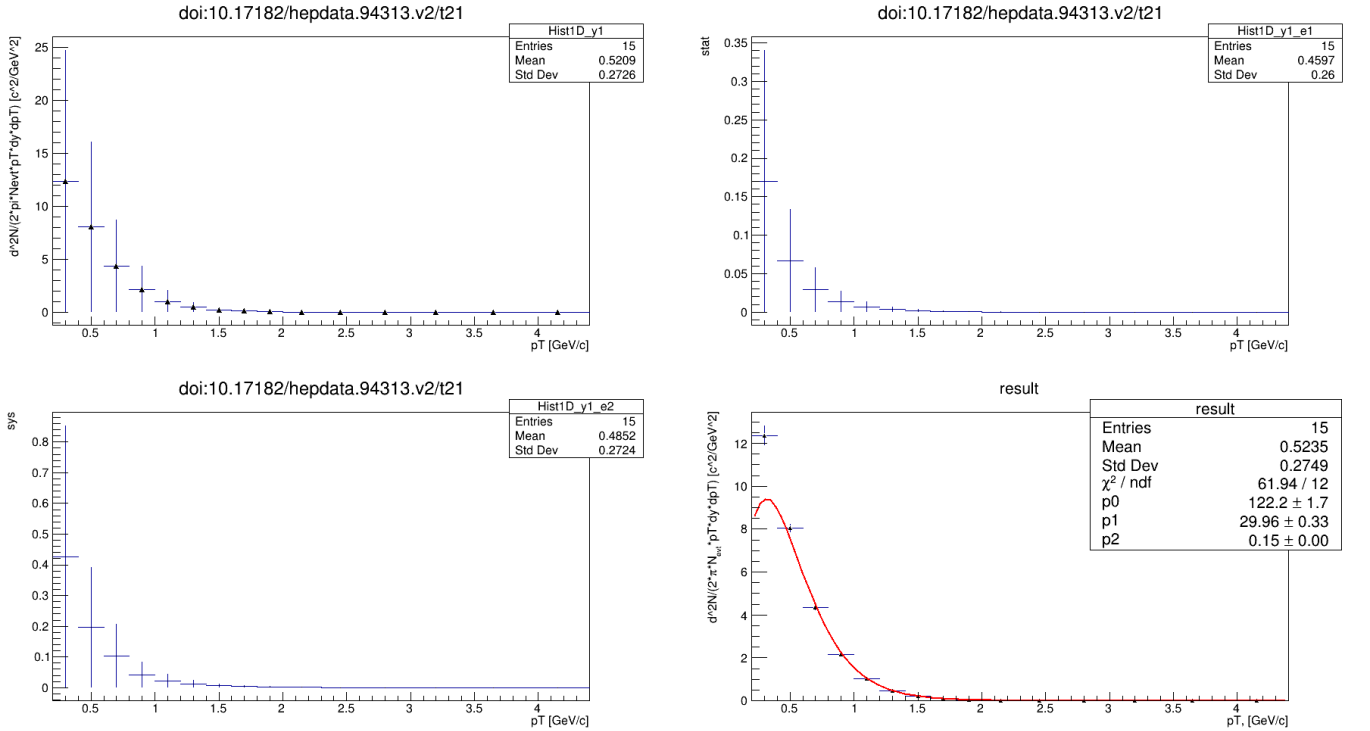 doi:10.17182/hepdata.94313.v2/t21
Hist1D_y1
Entries 15
Mean 0.5209
Std Dev 0.2726
d^2N/(2*pi*Nevt*pT*dy*dpT) [c^2/GeV^2]
25
20
15
10
5
0
0.5 1 1.5 2 2.5 3 3.5 4
pT [GeV/c]
doi:10.17182/hepdata.94313.v2/t21
Hist1D_y1_e1
Entries 15
Mean 0.4597
Std Dev 0.26
stat
0.35
0.3
0.25
0.2
0.15
0.1
0.05
0
0.5 1 1.5 2 2.5 3 3.5 4
pT [GeV/c]
doi:10.17182/hepdata.94313.v2/t21
Hist1D_y1_e2
Entries 15
Mean 0.4852
Std Dev 0.2724
sys
0.8
0.7
0.6
0.5
0.4
0.3
0.2
0.1
0
0.5 1 1.5 2 2.5 3 3.5 4
pT [GeV/c]
result
result
Entries 15
Mean 0.5235
Std Dev 0.2749
χ² / ndf 61.94 / 12
p0 122.2 ± 1.7
p1 29.96 ± 0.33
p2 0.15 ± 0.00
d^2N/(2*π*N_evt*pT*dy*dpT) [c^2/GeV^2]
12
10
8
6
4
2
0
0.5 1 1.5 2 2.5 3 3.5 4
pT, [GeV/c]